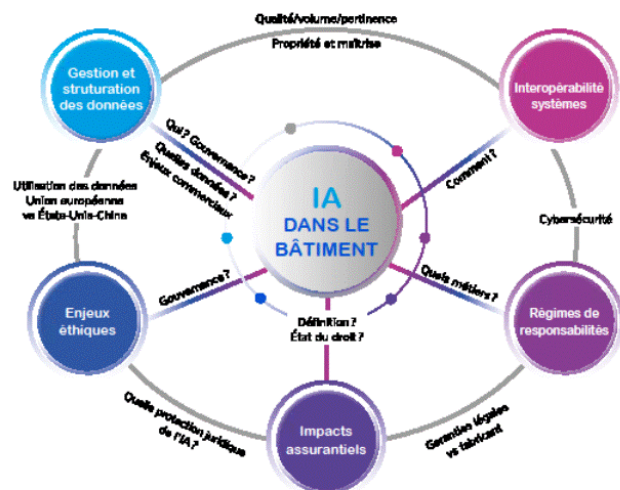 Qualité/volume/pertinence
Propriété et maîtrise
Gestion et
struturation
des données
Interopérabilité
systèmes
Qui ? Gouvernance ?
Quelles données ?
Enjeux commerciaux
Comment ?
IA
DANS LE
BÂTIMENT
Utilisation des données
Union européenne
vs États-Unis-Chine
Cybersécurité
Enjeux
éthiques
Gouvernance ?
Quels métiers ?
Régimes de
responsabilités
Définition ?
État du droit ?
Quelle protection juridique
de l'IA ?
Impacts
assurantiels
Garanties légales
vs fabricant